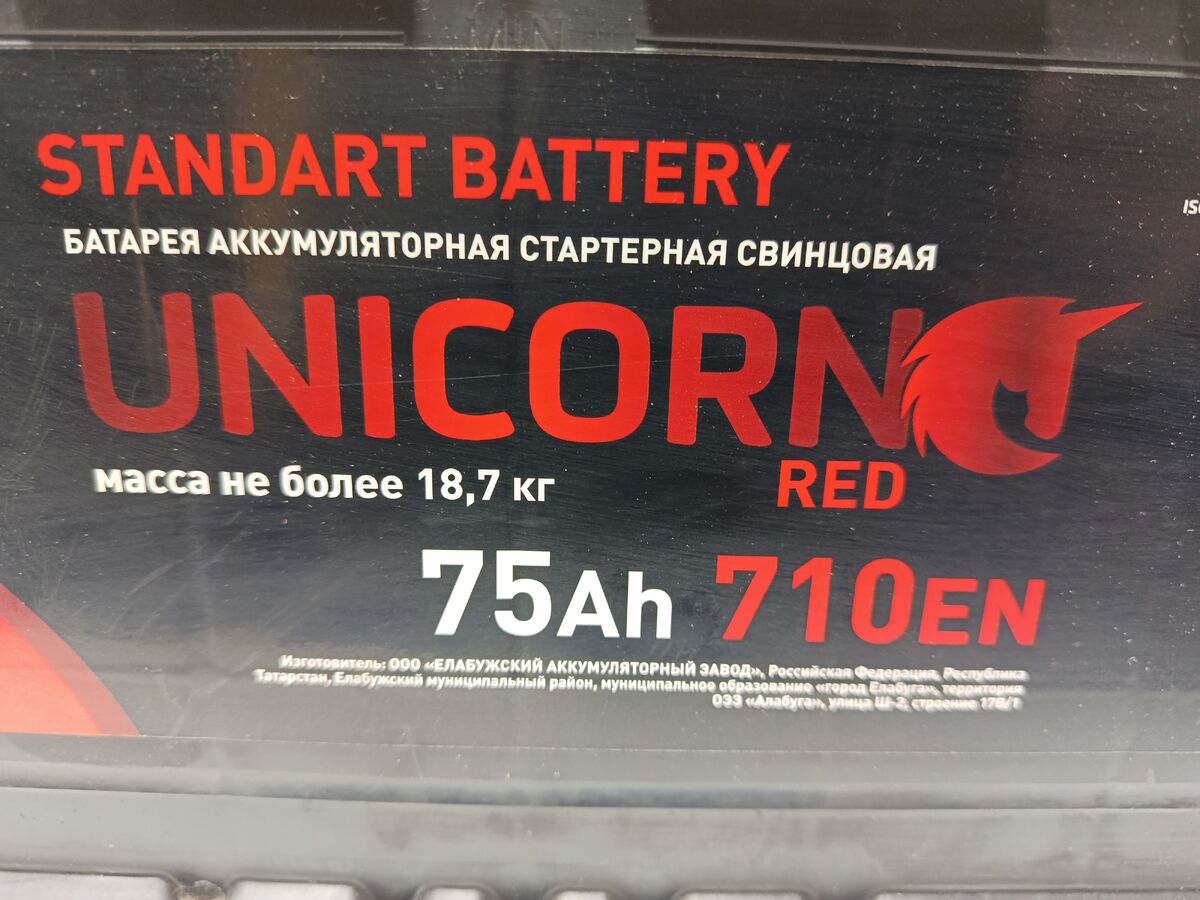 MIN
STANDART BATTERY
БАТАРЕЯ АККУМУЛЯТОРНАЯ СТАРТЕРНАЯ СВИНЦОВАЯ
UNICORN
RED
масса не более 18,7 кг
75Ah 710EN
Изготовитель: ООО «ЕЛАБУЖСКИЙ АККУМУЛЯТОРНЫЙ ЗАВОД», Российская Федерация, Республика
Татарстан, Елабужский муниципальный район, муниципальное образование «город Елабуга», территория
ОЭЗ «Алабуга», улица Ш-2, строение 17В/1